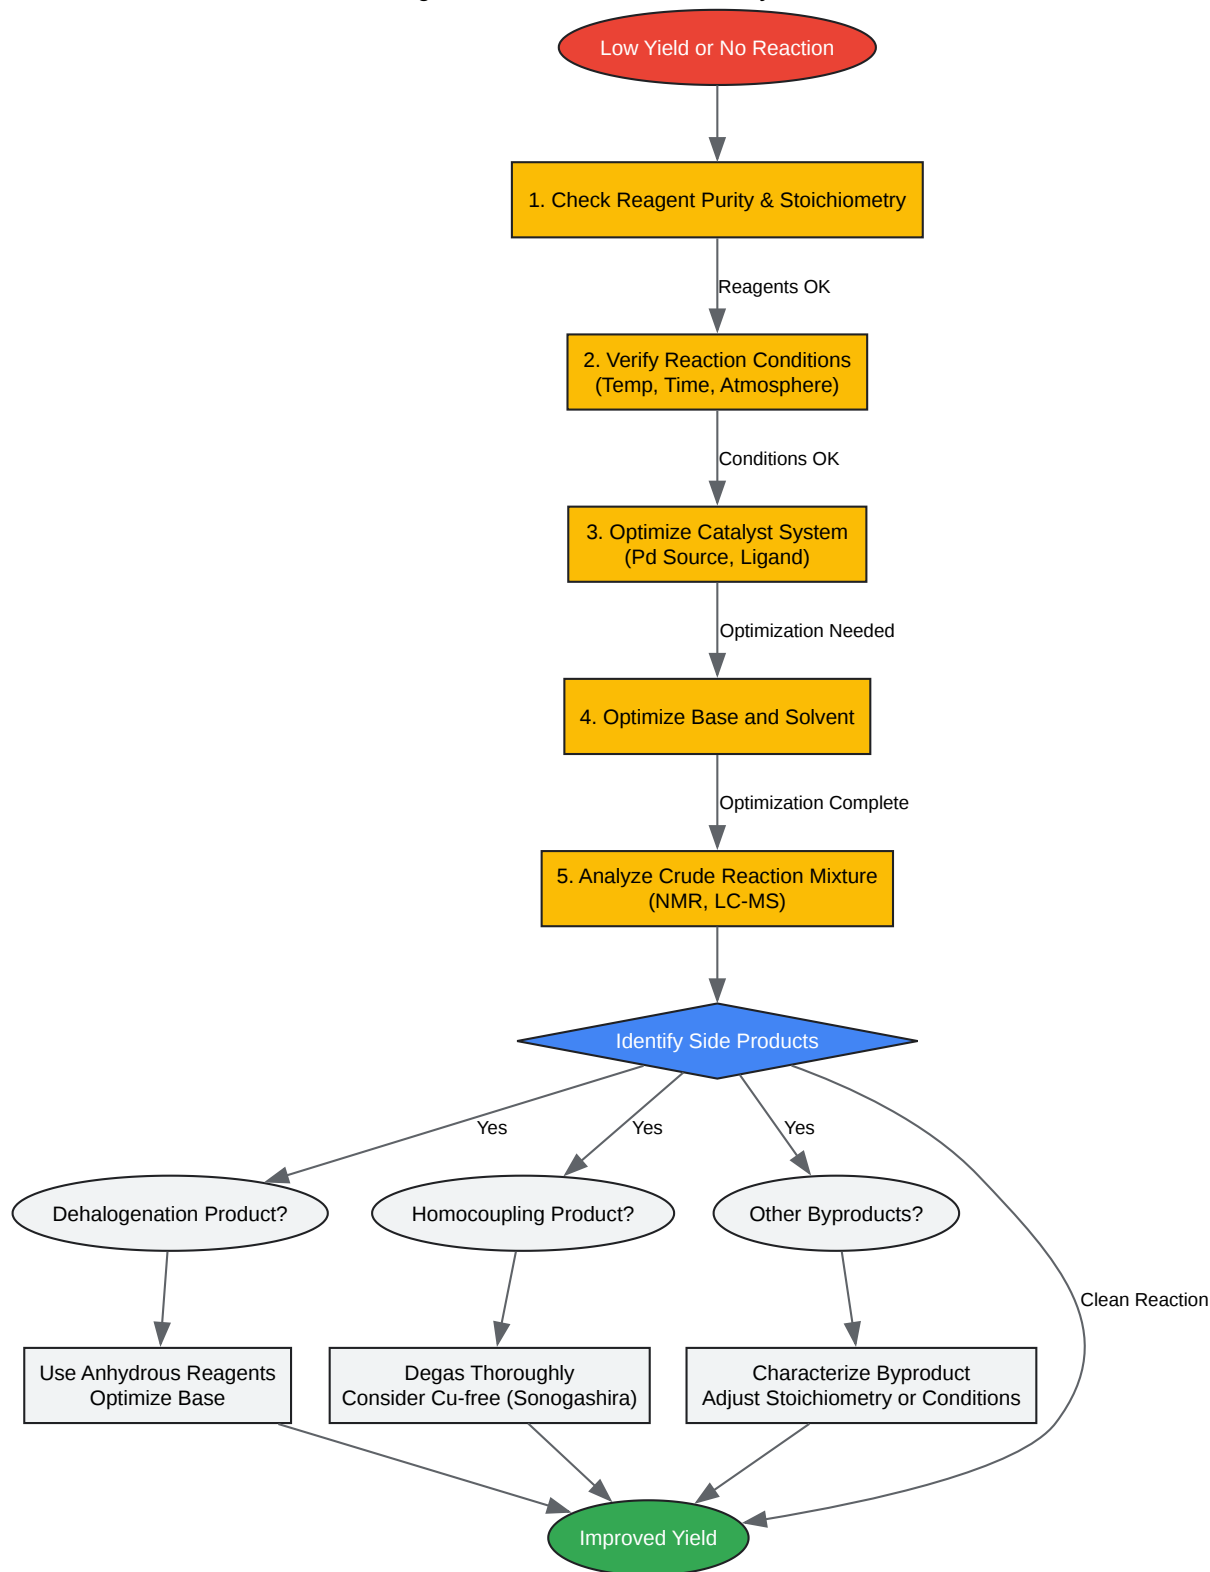 Low Yield or No Reaction
1. Check Reagent Purity & Stoichiometry
Reagents OK
2. Verify Reaction Conditions
(Temp, Time, Atmosphere)
Conditions OK
3. Optimize Catalyst System
(Pd Source, Ligand)
Optimization Needed
4. Optimize Base and Solvent
Optimization Complete
5. Analyze Crude Reaction Mixture
(NMR, LC-MS)
Identify Side Products
Yes
Yes
Yes
Dehalogenation Product?
Homocoupling Product?
Other Byproducts?
Clean Reaction
Use Anhydrous Reagents
Optimize Base
Degas Thoroughly
Consider Cu-free (Sonogashira)
Characterize Byproduct
Adjust Stoichiometry or Conditions
Improved Yield